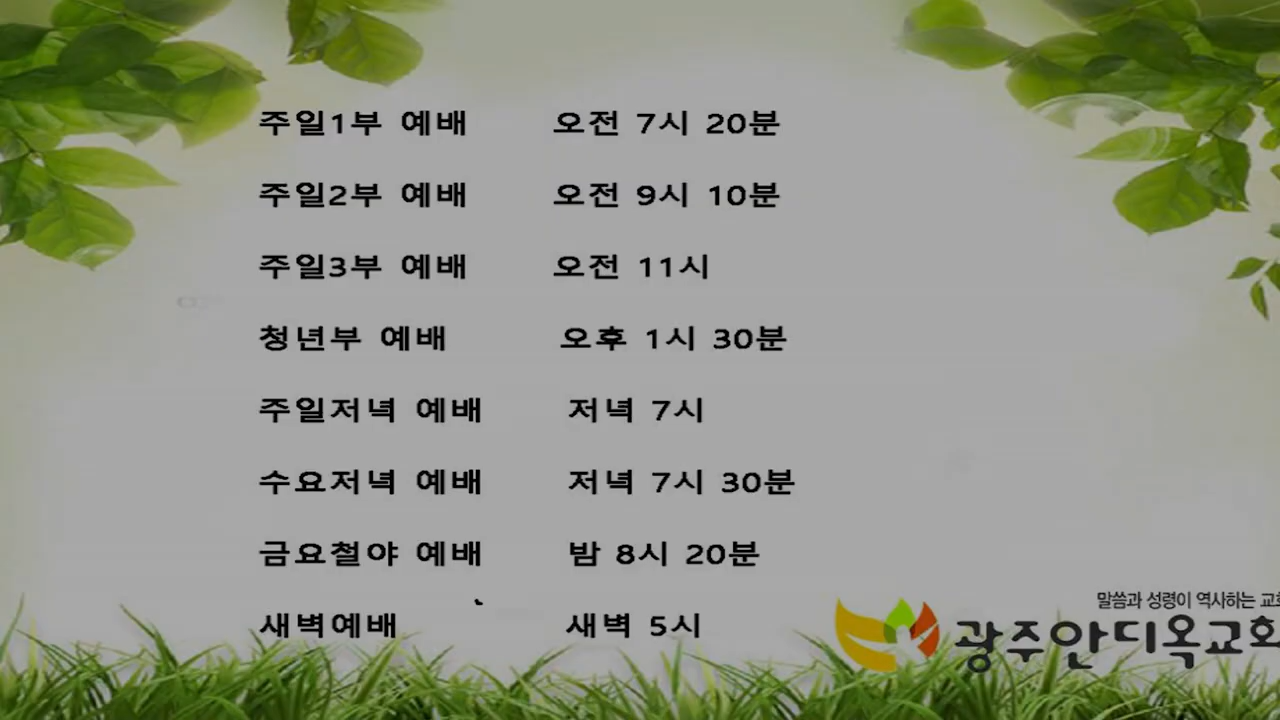 주일1부 예배 오전 7시 20분
주일2부 예배 오전 9시 10분
주일3부 예배 오전 11시
청년부 예배 오후 1시 30분
주일저녁 예배 저녁 7시
수요저녁 예배 저녁 7시 30분
금요철야 예배 밤 8시 20분
새벽예배 새벽 5시
말씀과 성령이 역사하는 교회
광주안디옥교회